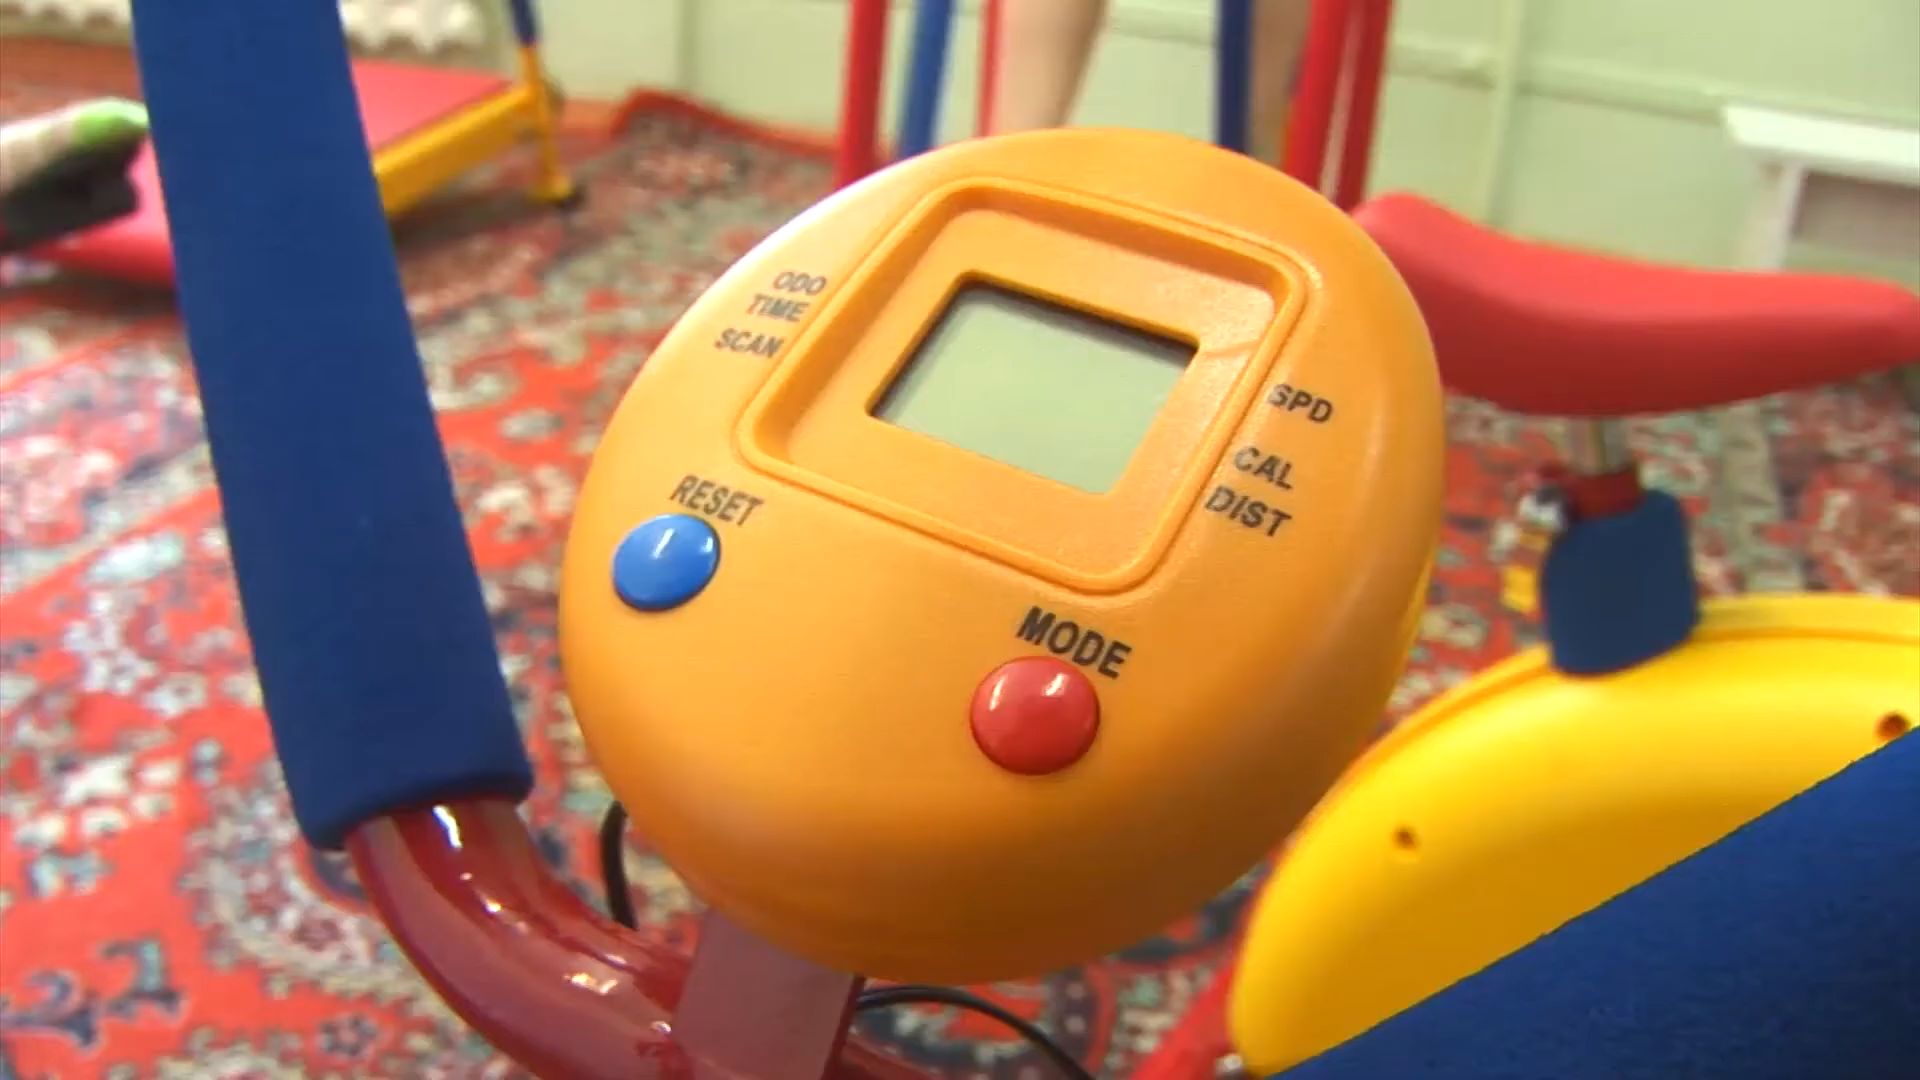 ODO
TIME
SCAN
SPD
CAL
DIST
RESET
MODE